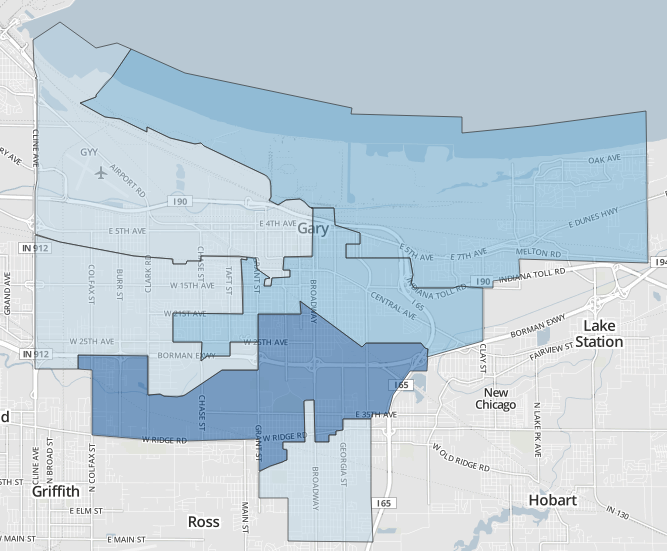 CLINE AVE
GYY
AIRPORT RD
OAK AVE
I90
E 4TH AVE
Gary
E DUNES HWY
E 5TH AVE
IN 912
E 5TH AVE
E 7TH AVE
MELTON RD
I94
GRAND AVE
COLFAX ST
BURR ST
CLARK RD
CHASE ST
TAFT ST
GRANT ST
BROADWAY
W 15TH AVE
INDIANA TOLL RD
I90
INDIANA TOLL RD
CENTRAL AVE
I 65
W 21ST AVE
BORMAN EXWY
Lake
Station
W 25TH AVE
W 25TH AVE
IN 912
BORMAN EXWY
CLAY ST
FAIRVIEW ST
I65
New
Chicago
CHASE ST
E 35TH AVE
N LAKE PK AVE
W RIDGE RD
GRANT ST
W RIDGE RD
CLINE AVE
N BROAD ST
N COLFAX ST
GEORGIA ST
BROADWAY
W OLD RIDGE RD
Griffith
Hobart
I65
MAIN ST
E ELM ST
Ross
IN 130
W MAIN ST
E MAIN ST